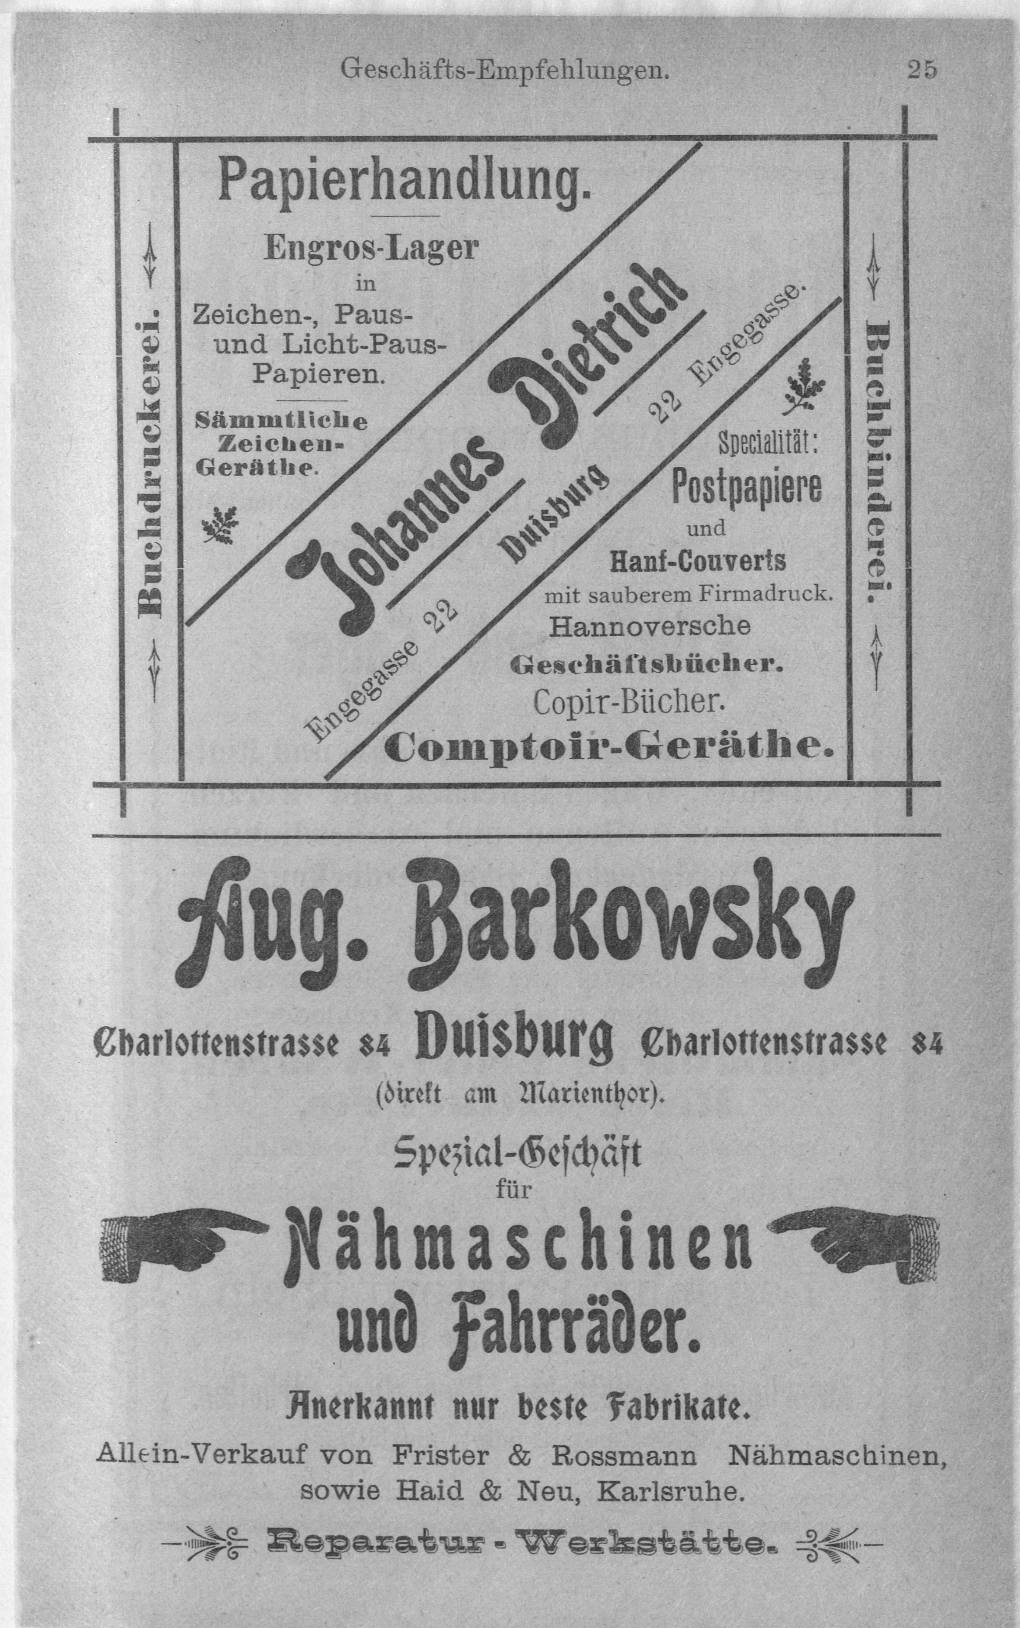 Geschäfts-Empfehlungen. 25
Buchdruckerei.
Papierhandlung.
Engros-Lager
in
Zeichen-, Paus-
und Licht-Paus-
Papieren.
Sämmtliche
Zeichen-
Geräthe.
Johannes Dietrich
Engegasse 22 Duisburg 22 Engegasse.
Specialität:
Postpapiere
und
Hanf-Couverts
mit sauberem Firmadruck.
Hannoversche
Geschäftsbücher.
Copir-Bücher.
Comptoir-Geräthe.
Buchbinderei.
Aug. Barkowsky
Charlottenstrasse 84 Duisburg Charlottenstrasse 84
(direkt am Marienthor).
Spezial-Geschäft
für
Nähmaschinen
und Fahrräder.
Anerkannt nur beste Fabrikate.
Allein-Verkauf von Frister & Rossmann Nähmaschinen,
sowie Haid & Neu, Karlsruhe.
Reparatur-Werkstätte.